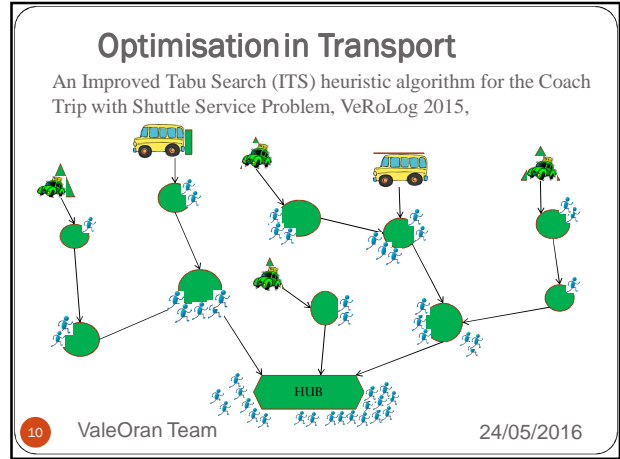 Optimisation in Transport
An Improved Tabu Search (ITS) heuristic algorithm for the Coach
Trip with Shuttle Service Problem, VeRoLog 2015,
HUB
10 ValeOran Team 24/05/2016